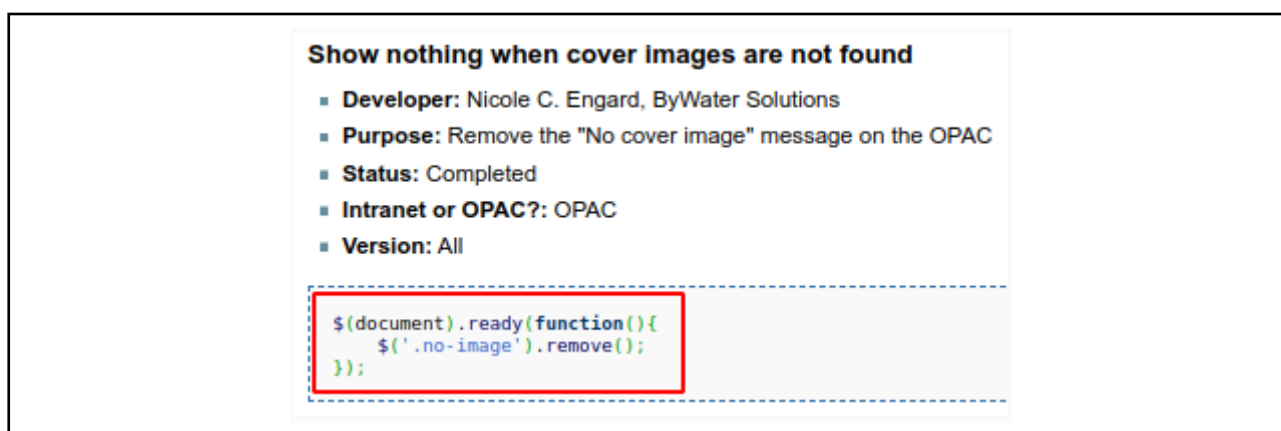 Show nothing when cover images are not found
Developer: Nicole C. Engard, ByWater Solutions
Purpose: Remove the "No cover image" message on the OPAC
Status: Completed
Intranet or OPAC?: OPAC
Version: All
$(document).ready(function(){
$('.no-image').remove();
});